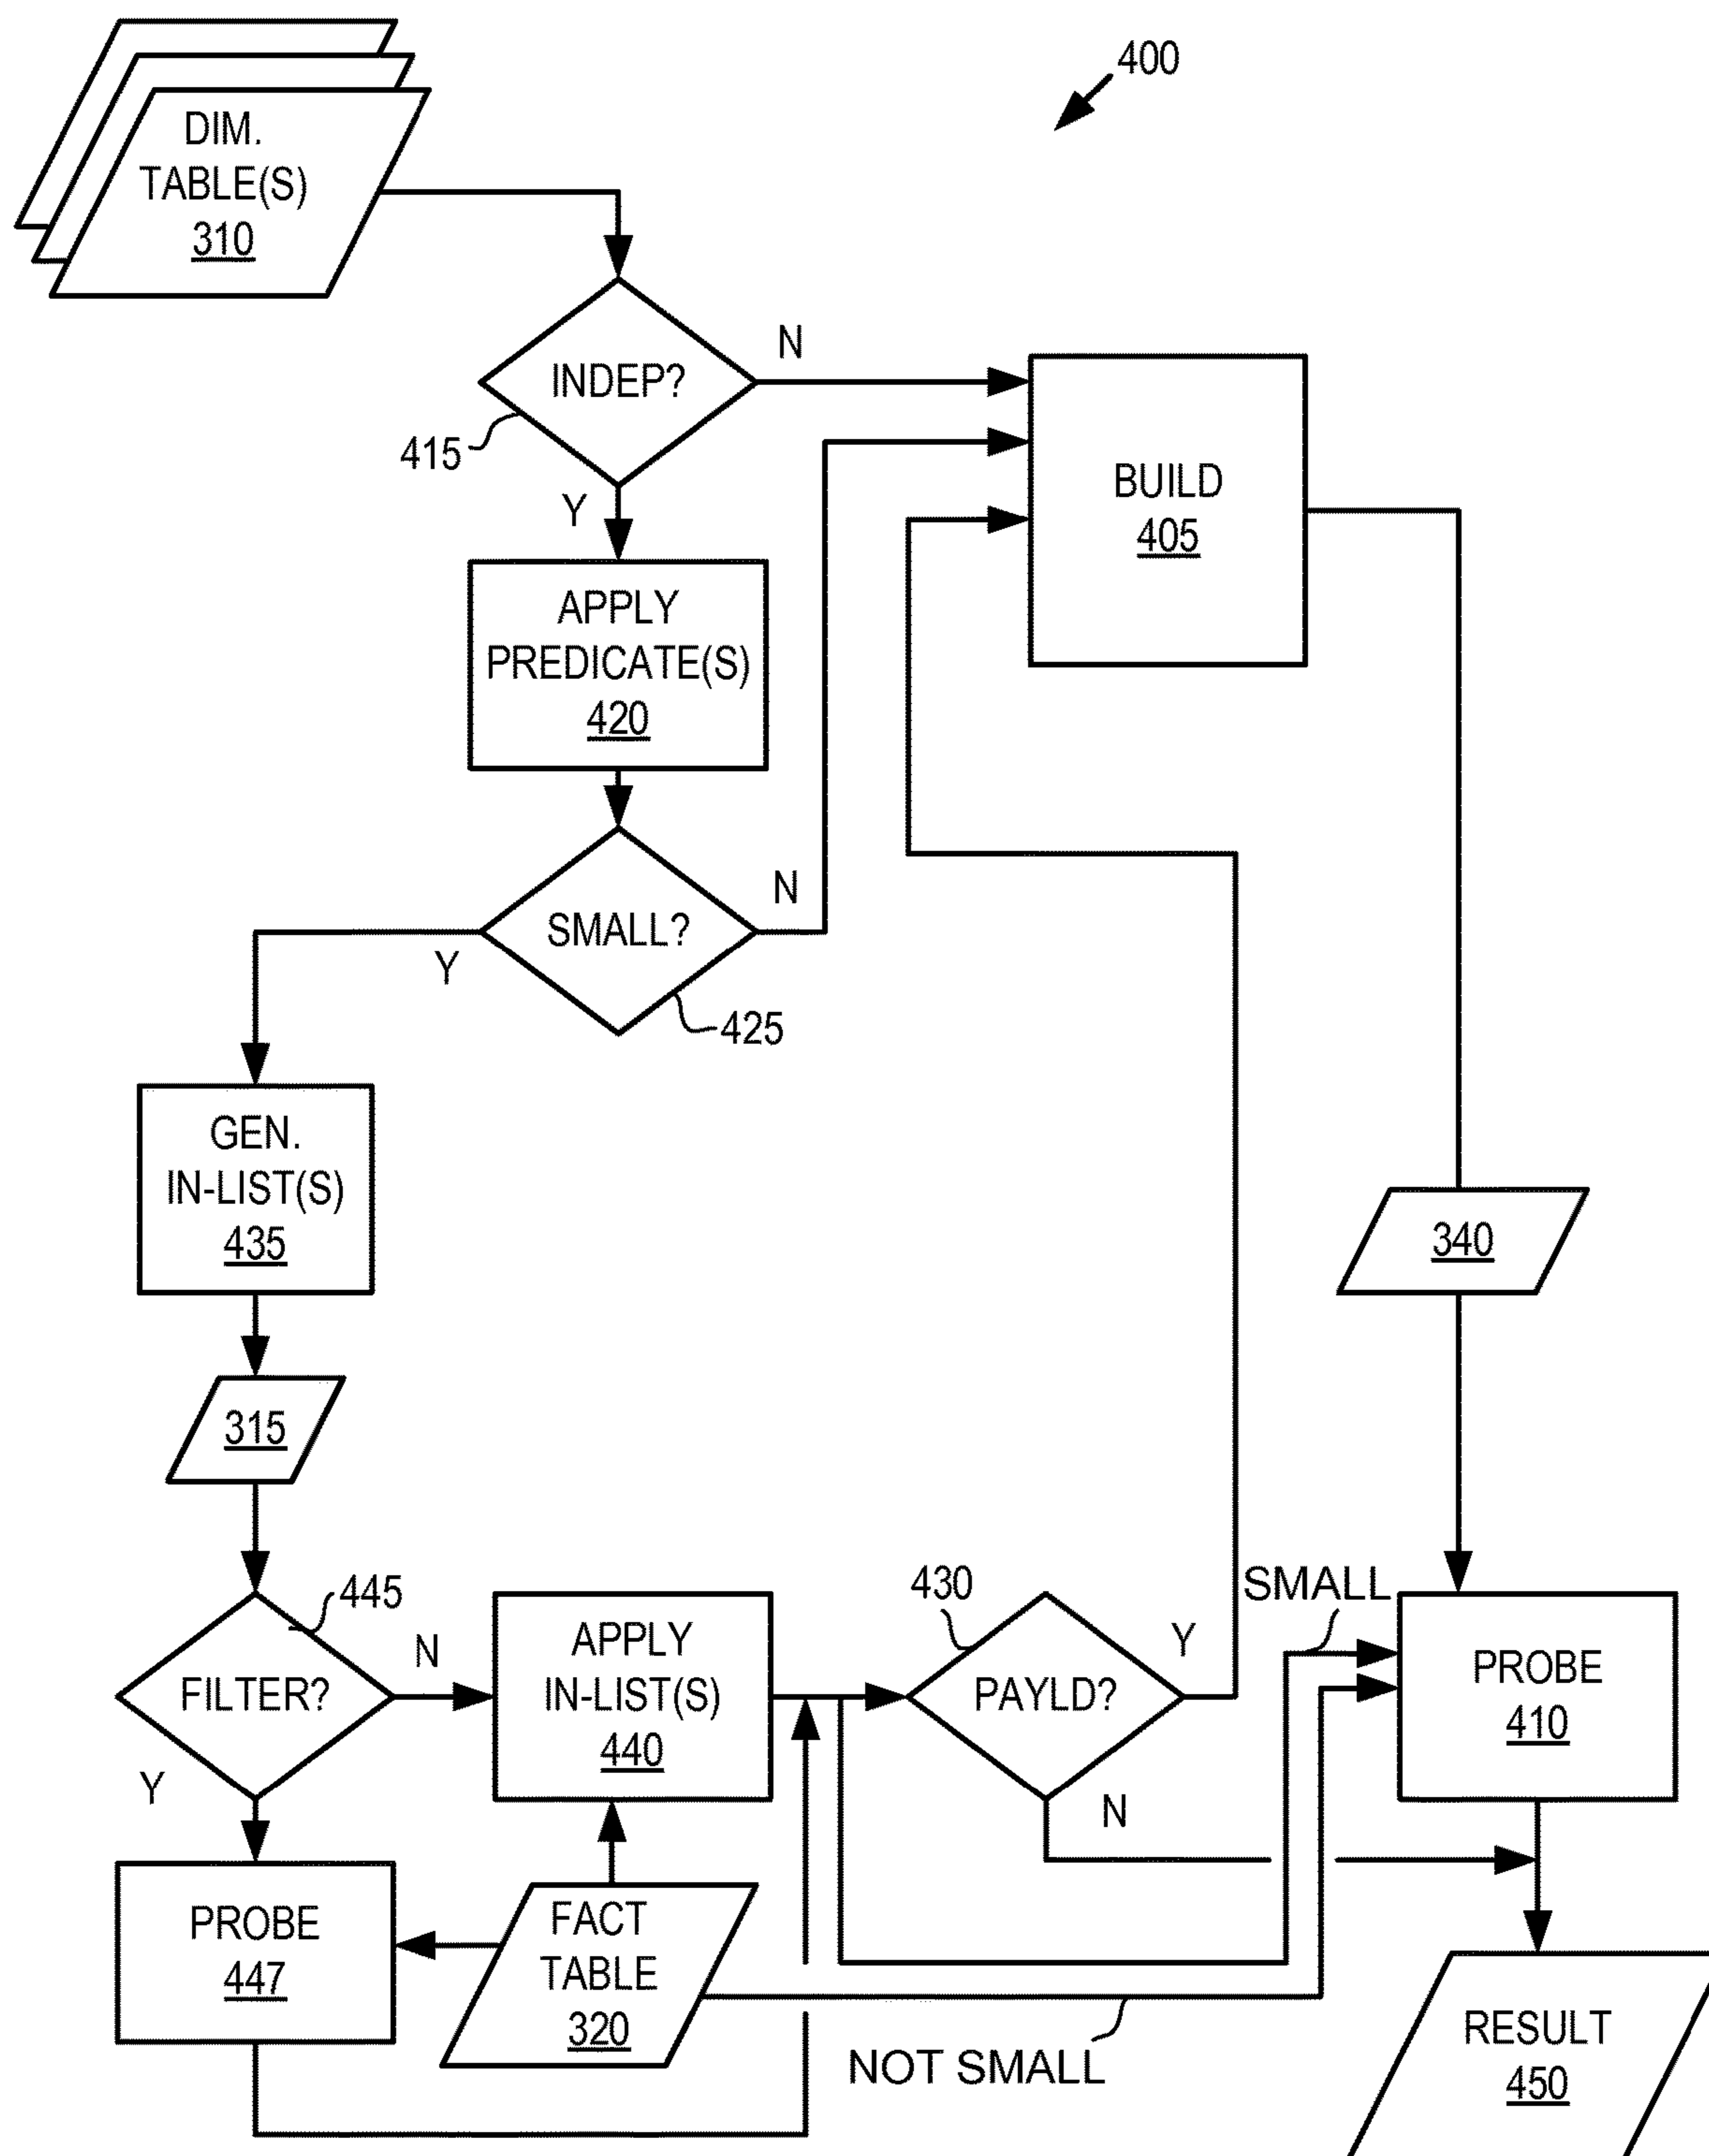 400
DIM.
TABLE(S)
310
N
INDEP?
415
Y
BUILD
405
APPLY
PREDICATE(S)
420
N
SMALL?
Y
425
GEN.
IN-LIST(S)
435
340
315
445
430
SMALL
N
APPLY
IN-LIST(S)
440
Y
FILTER?
PAYLD?
PROBE
410
Y
N
PROBE
447
FACT
TABLE
320
NOT SMALL
RESULT
450